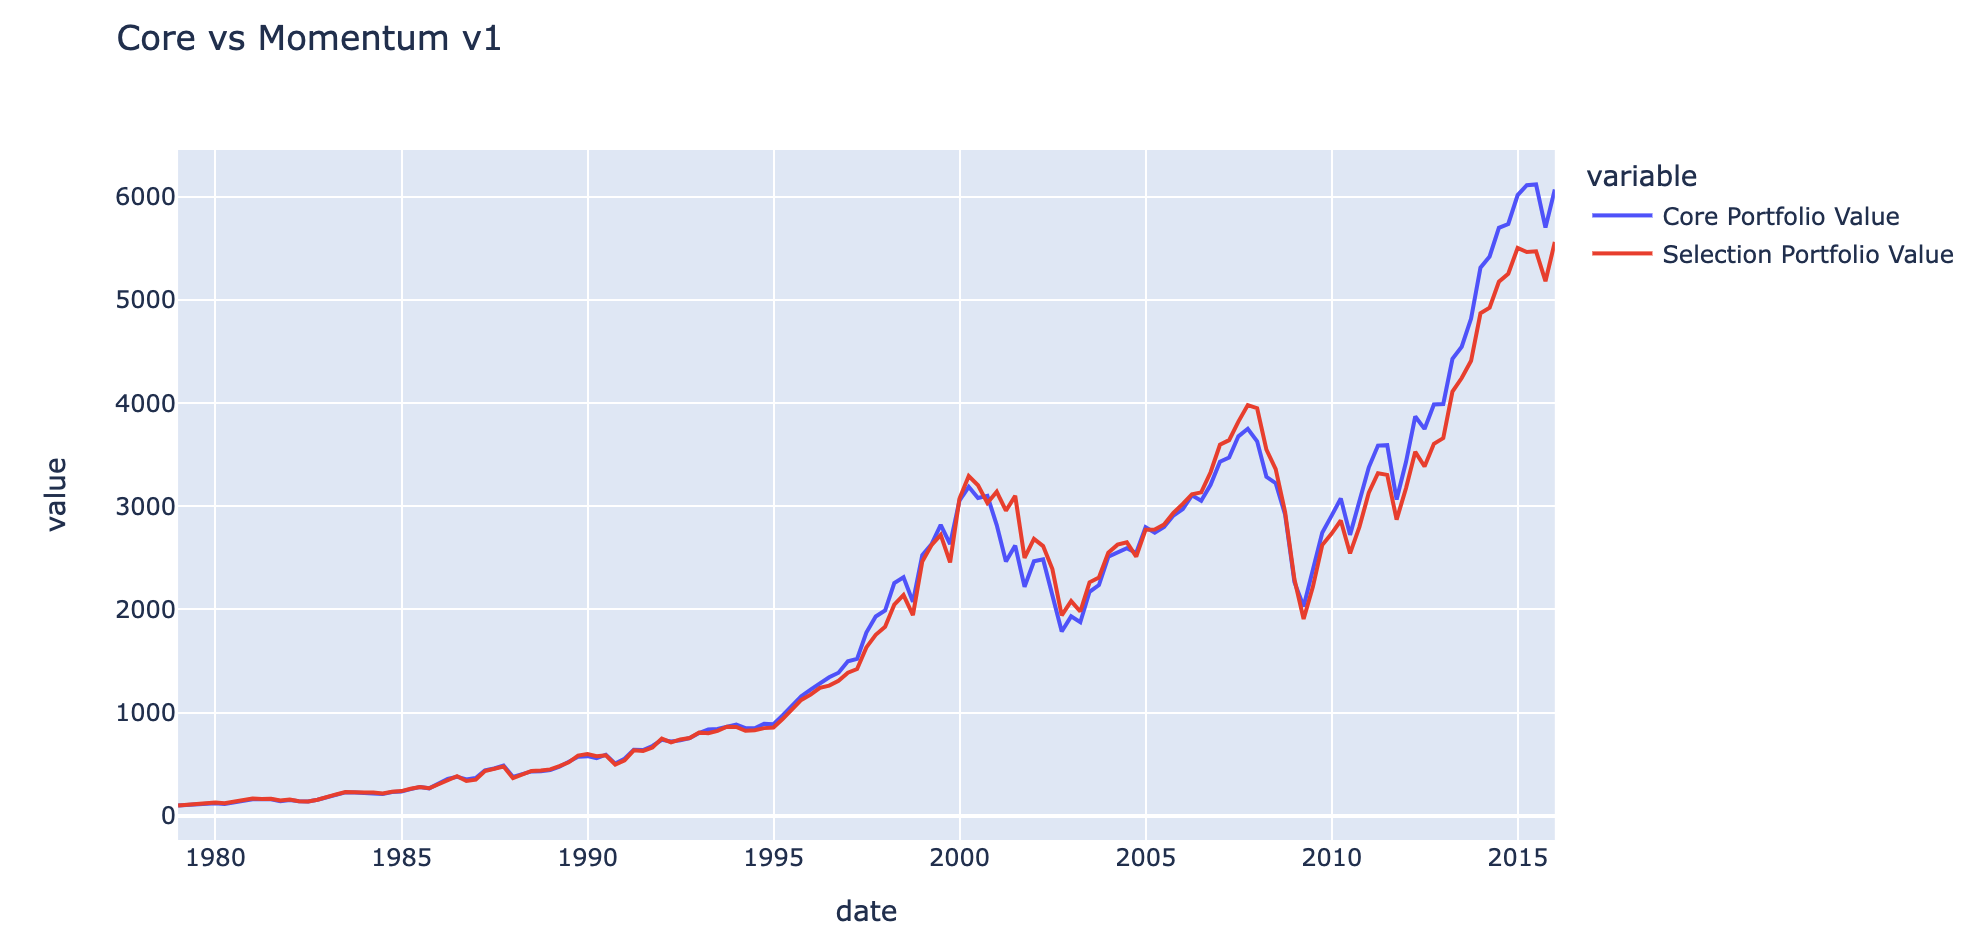 Core vs Momentum v1
variable
Core Portfolio Value
Selection Portfolio Value
value
6000
5000
4000
3000
2000
1000
0
1980
1985
1990
1995
2000
2005
2010
2015
date